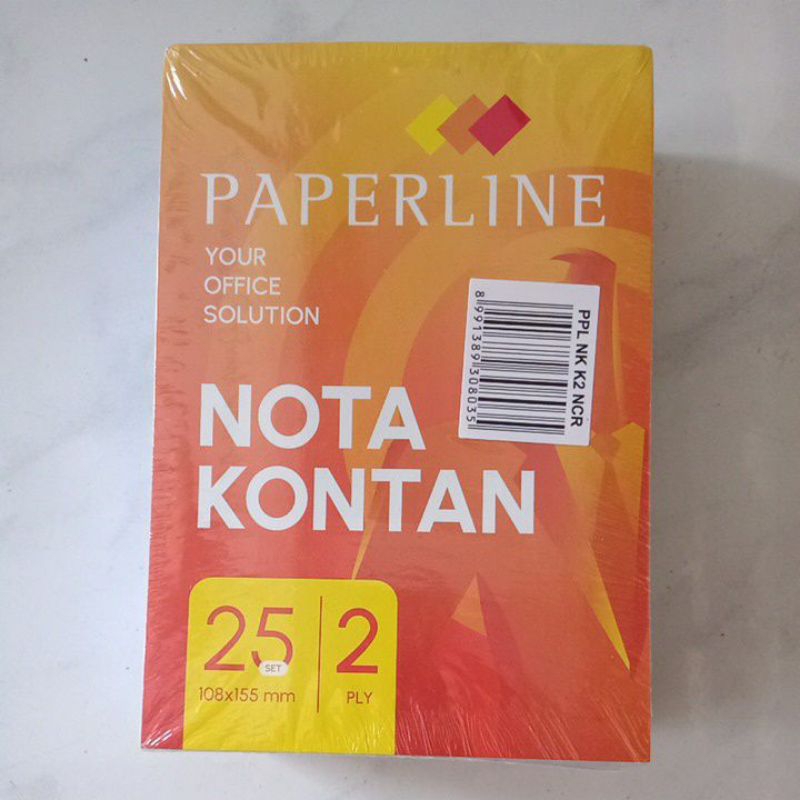 PAPERLINE
YOUR
OFFICE
SOLUTION
PPL NK K2 NCR
8991389308035
NOTA
KONTAN
25
SET
108x155 mm
2
PLY